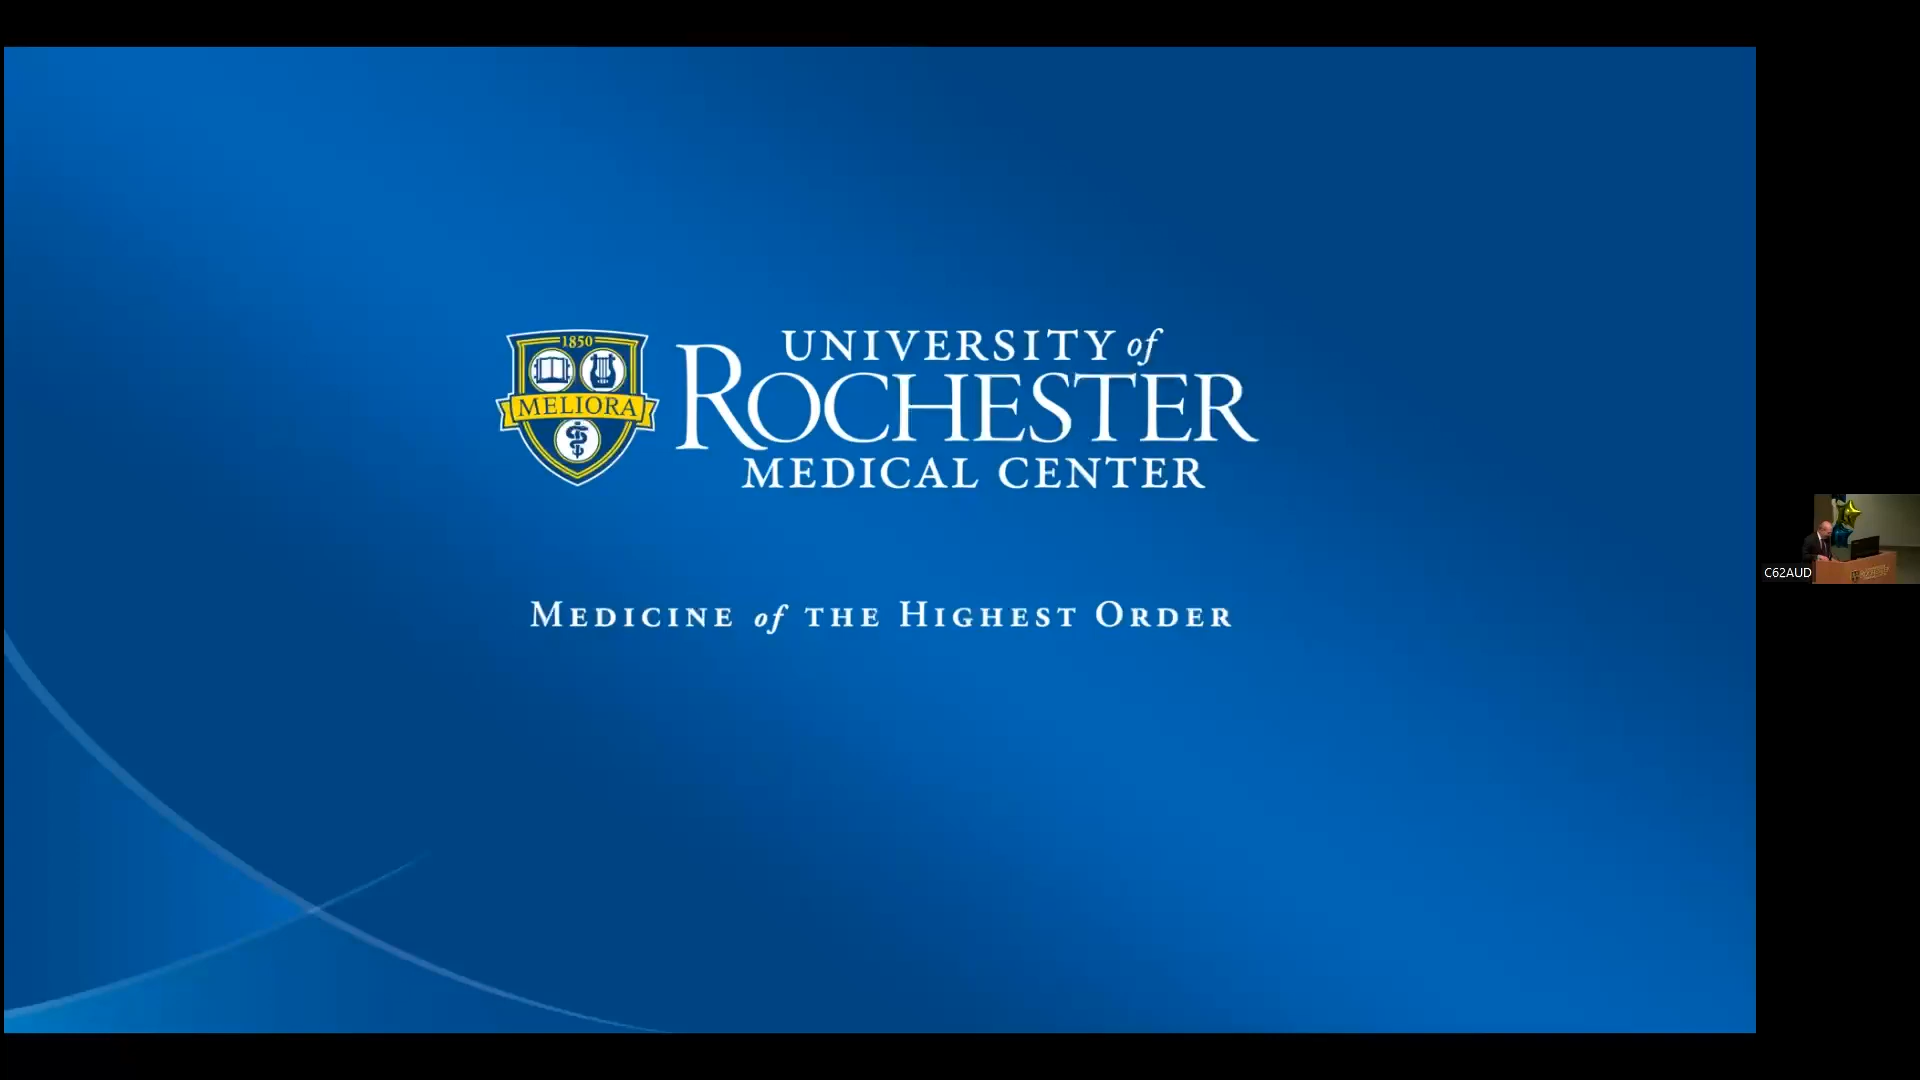 1850
MELIORA
UNIVERSITY of
ROCHESTER
MEDICAL CENTER
MEDICINE of THE HIGHEST ORDER
C62AUD